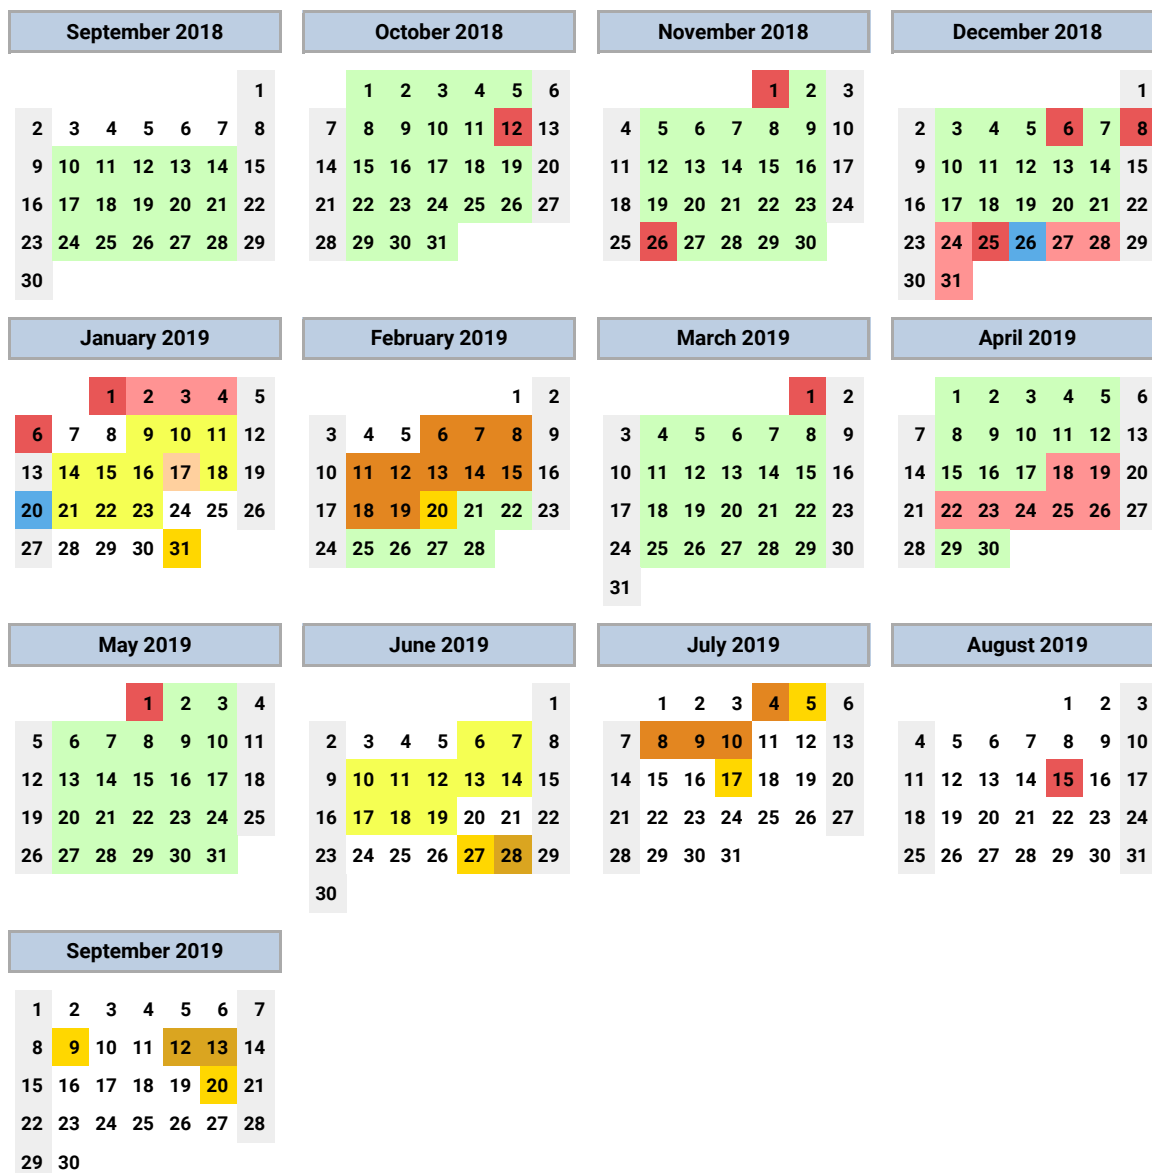 September 2018
1
2 3 4 5 6 7 8
9 10 11 12 13 14 15
16 17 18 19 20 21 22
23 24 25 26 27 28 29
30
October 2018
1 2 3 4 5 6
7 8 9 10 11 12 13
14 15 16 17 18 19 20
21 22 23 24 25 26 27
28 29 30 31
November 2018
1 2 3
4 5 6 7 8 9 10
11 12 13 14 15 16 17
18 19 20 21 22 23 24
25 26 27 28 29 30
December 2018
1
2 3 4 5 6 7 8
9 10 11 12 13 14 15
16 17 18 19 20 21 22
23 24 25 26 27 28 29
30 31
January 2019
1 2 3 4 5
6 7 8 9 10 11 12
13 14 15 16 17 18 19
20 21 22 23 24 25 26
27 28 29 30 31
February 2019
1 2
3 4 5 6 7 8 9
10 11 12 13 14 15 16
17 18 19 20 21 22 23
24 25 26 27 28
March 2019
1 2
3 4 5 6 7 8 9
10 11 12 13 14 15 16
17 18 19 20 21 22 23
24 25 26 27 28 29 30
31
April 2019
1 2 3 4 5 6
7 8 9 10 11 12 13
14 15 16 17 18 19 20
21 22 23 24 25 26 27
28 29 30
May 2019
1 2 3 4
5 6 7 8 9 10 11
12 13 14 15 16 17 18
19 20 21 22 23 24 25
26 27 28 29 30 31
June 2019
1
2 3 4 5 6 7 8
9 10 11 12 13 14 15
16 17 18 19 20 21 22
23 24 25 26 27 28 29
30
July 2019
1 2 3 4 5 6
7 8 9 10 11 12 13
14 15 16 17 18 19 20
21 22 23 24 25 26 27
28 29 30 31
August 2019
1 2 3
4 5 6 7 8 9 10
11 12 13 14 15 16 17
18 19 20 21 22 23 24
25 26 27 28 29 30 31
September 2019
1 2 3 4 5 6 7
8 9 10 11 12 13 14
15 16 17 18 19 20 21
22 23 24 25 26 27 28
29 30